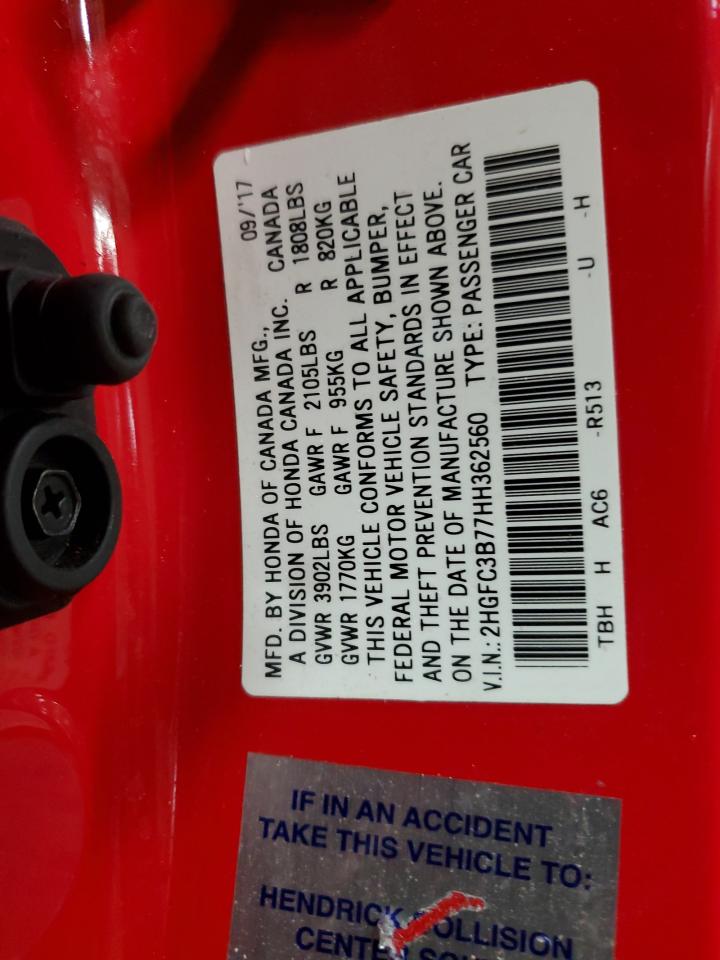 09/'17
MFD. BY HONDA OF CANADA MFG.,
A DIVISION OF HONDA CANADA INC. CANADA
GVWR 3902LBS GAWR F 2105LBS R 1808LBS
GVWR 1770KG GAWR F 955KG R 820KG
THIS VEHICLE CONFORMS TO ALL APPLICABLE
FEDERAL MOTOR VEHICLE SAFETY, BUMPER,
AND THEFT PREVENTION STANDARDS IN EFFECT
ON THE DATE OF MANUFACTURE SHOWN ABOVE.
V.I.N.: 2HGFC3B77HH362560 TYPE: PASSENGER CAR
TBH H AC6 -R513 -U -H
IF IN AN ACCIDENT
TAKE THIS VEHICLE TO:
HENDRICK COLLISION
CENTER